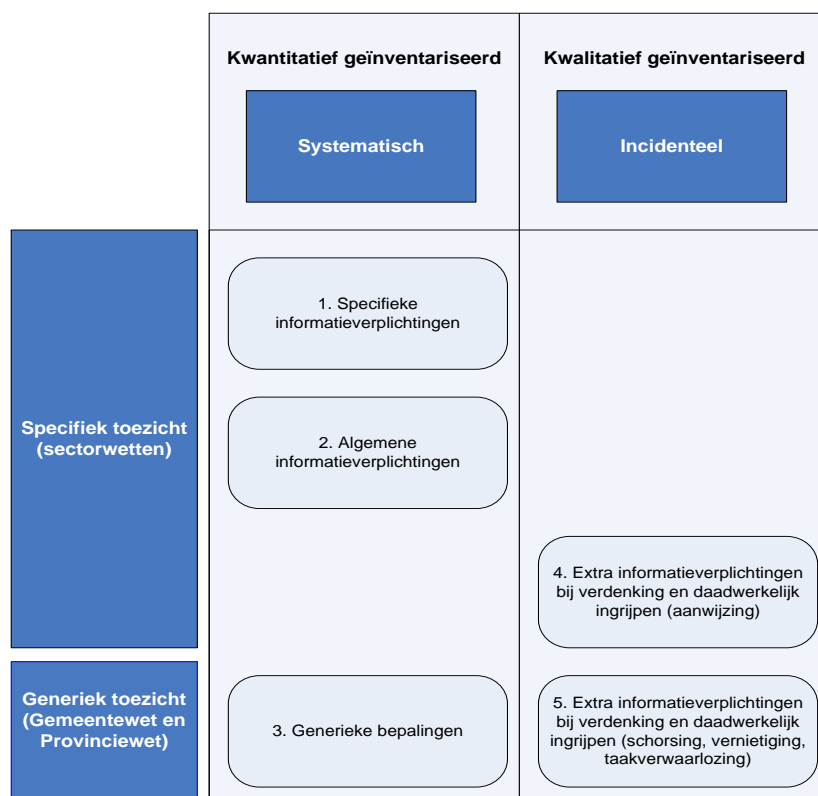 Kwantitatief geïnventariseerd
Kwalitatief geïnventariseerd
Systematisch
Incidenteel
Specifiek toezicht
(sectorwetten)
1. Specifieke
informatieverplichtingen
2. Algemene
informatieverplichtingen
4. Extra informatieverplichtingen
bij verdenking en daadwerkelijk
ingrijpen (aanwijzing)
Generiek toezicht
(Gemeentewet en
Provinciewet)
3. Generieke bepalingen
5. Extra informatieverplichtingen
bij verdenking en daadwerkelijk
ingrijpen (schorsing, vernietiging,
taakverwaarlozing)